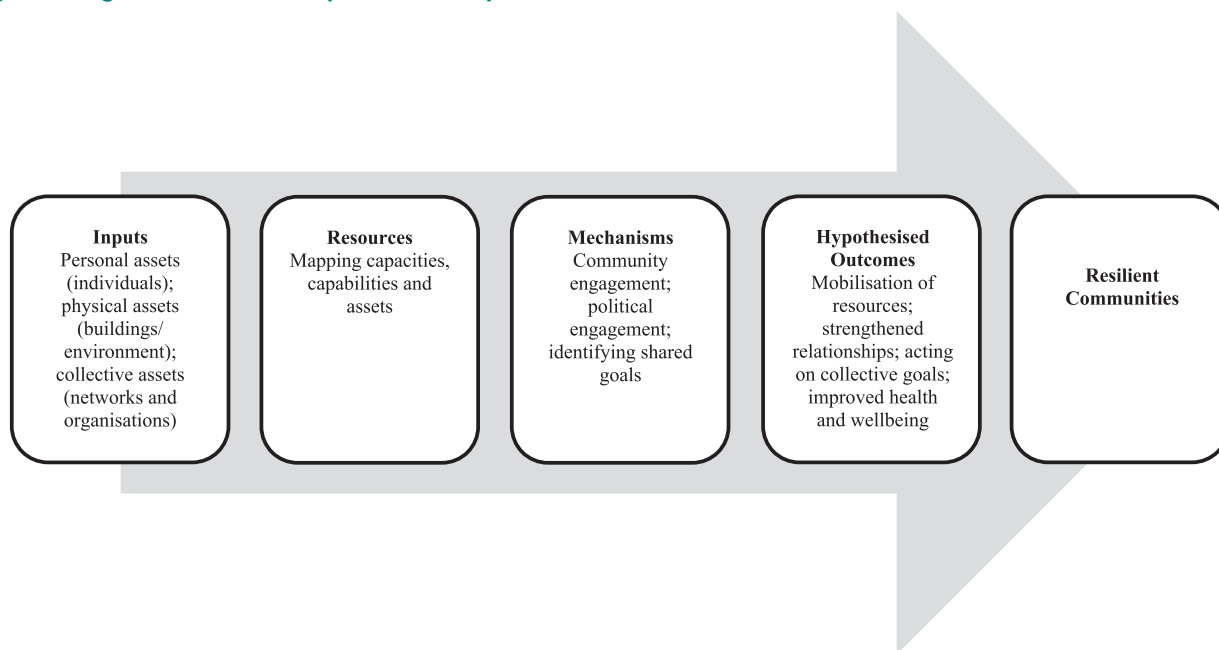 Inputs
Personal assets
(individuals);
physical assets
(buildings/
environment);
collective assets
(networks and
organisations)
Resources
Mapping capacities,
capabilities and
assets
Mechanisms
Community
engagement;
political
engagement;
identifying shared
goals
Hypothesised
Outcomes
Mobilisation of
resources;
strengthened
relationships; acting
on collective goals;
improved health
and wellbeing
Resilient
Communities